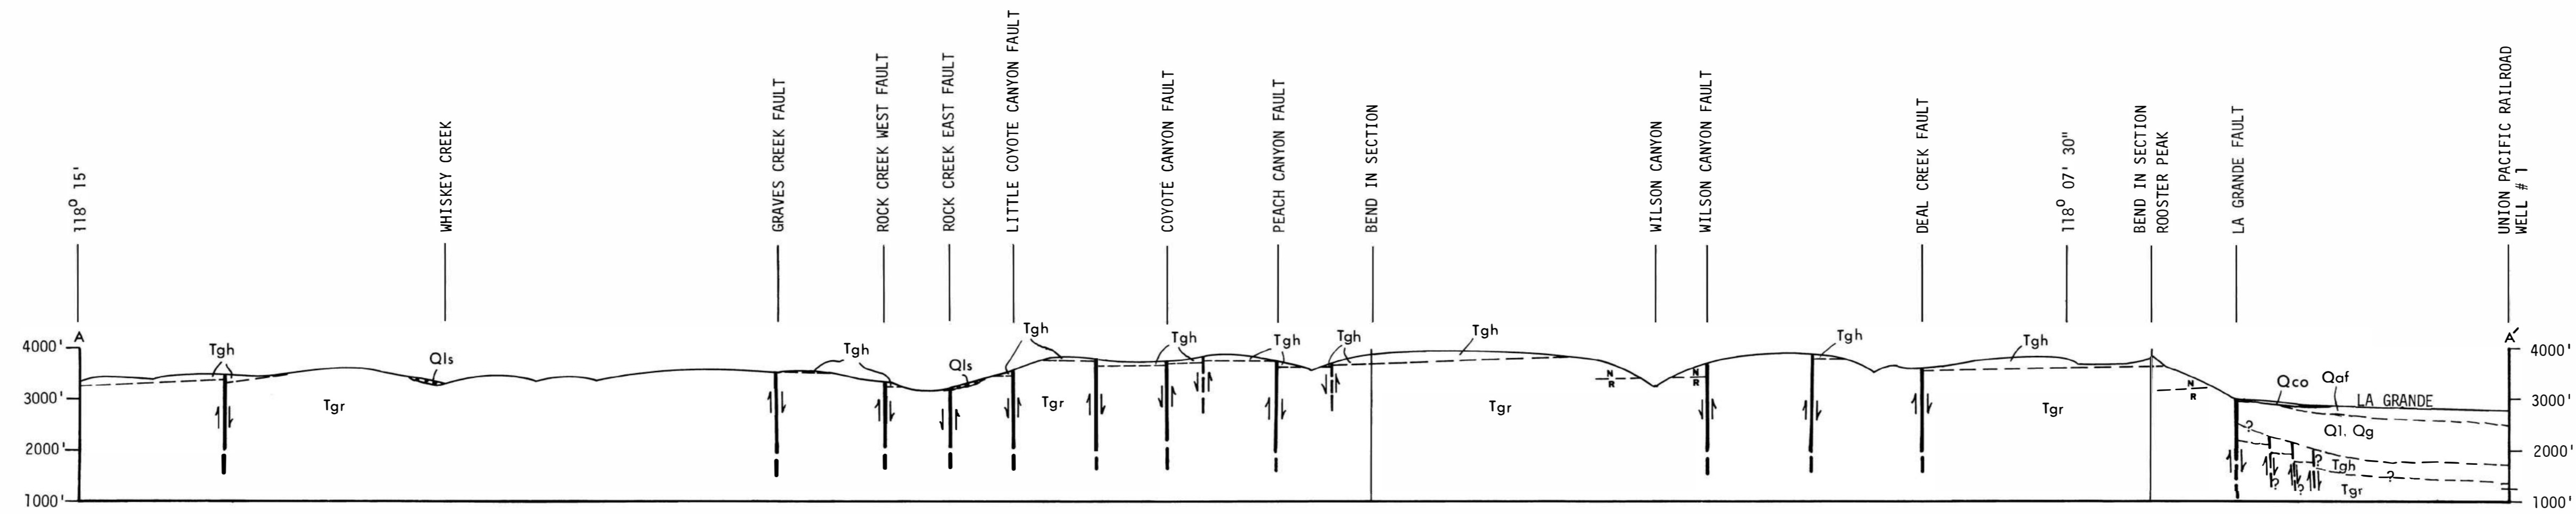 118° 15'
WHISKEY CREEK
GRAVES CREEK FAULT
ROCK CREEK WEST FAULT
ROCK CREEK EAST FAULT
LITTLE COYOTE CANYON FAULT
COYOTE CANYON FAULT
PEACH CANYON FAULT
BEND IN SECTION
WILSON CANYON
WILSON CANYON FAULT
DEAL CREEK FAULT
118° 07' 30"
BEND IN SECTION
ROOSTER PEAK
LA GRANDE FAULT
UNION PACIFIC RAILROAD
WELL # 1
A
A'
4000'
3000'
2000'
1000'
Tgh
Tgr
Qls
Tgh
Qls
Tgh
Tgr
Tgh
Tgh
Tgh
Tgh
Tgr
N
R
N
R
Tgh
Tgh
Tgr
N
R
Qco
Qaf
LA GRANDE
Ql. Qg
?
?
Tgh
?
?
?
Tgr
4000'
3000'
2000'
1000'